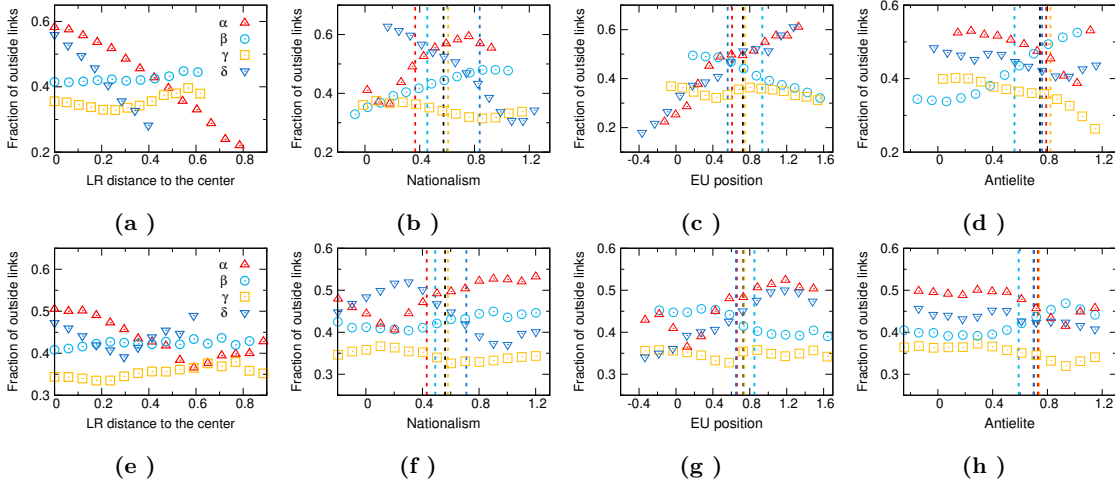 Fraction of outside links
0.6
0.4
0.2
0 0.2 0.4 0.6 0.8
LR distance to the center
α
β
γ
δ
(a )
Fraction of outside links
0.6
0.4
0.2
0 0.4 0.8 1.2
Nationalism
(b )
Fraction of outside links
0.6
0.4
0.2
-0.4 0 0.4 0.8 1.2 1.6
EU position
(c )
Fraction of outside links
0.6
0.4
0.2
0 0.4 0.8 1.2
Antielite
(d )
Fraction of outside links
0.6
0.5
0.4
0.3
0 0.2 0.4 0.6 0.8
LR distance to the center
α
β
γ
δ
(e )
Fraction of outside links
0.6
0.5
0.4
0.3
0 0.4 0.8 1.2
Nationalism
(f )
Fraction of outside links
0.6
0.5
0.4
0.3
-0.4 0 0.4 0.8 1.2 1.6
EU position
(g )
Fraction of outside links
0.6
0.5
0.4
0.3
0 0.4 0.8 1.2
Antielite
(h )